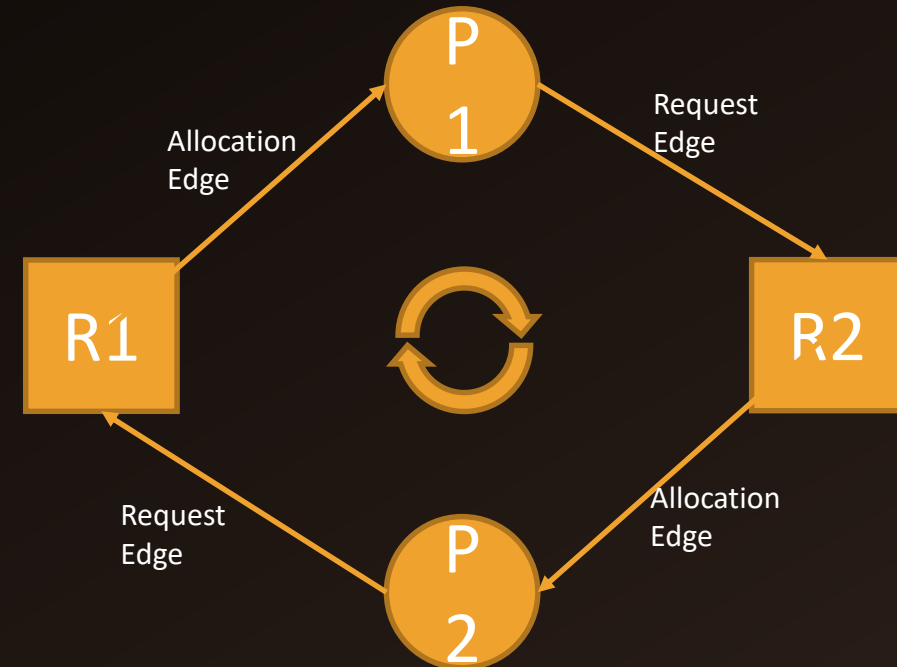 P
1
Request
Edge
Allocation
Edge
R1
R2
Request
Edge
Allocation
Edge
P
2